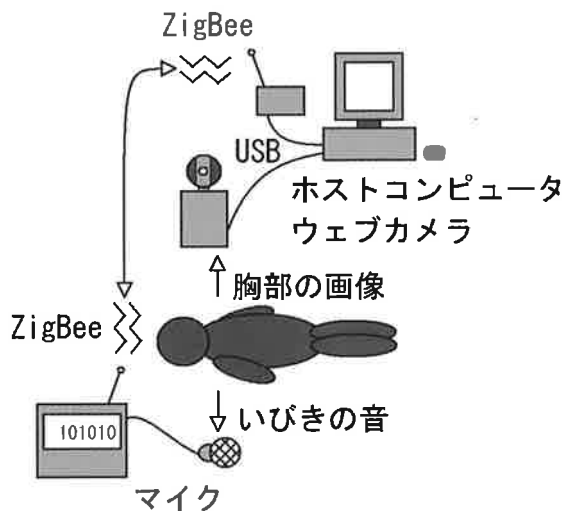 ZigBee
USB
ホストコンピュータ
ウェブカメラ
胸部の画像
ZigBee
いびきの音
101010
マイク